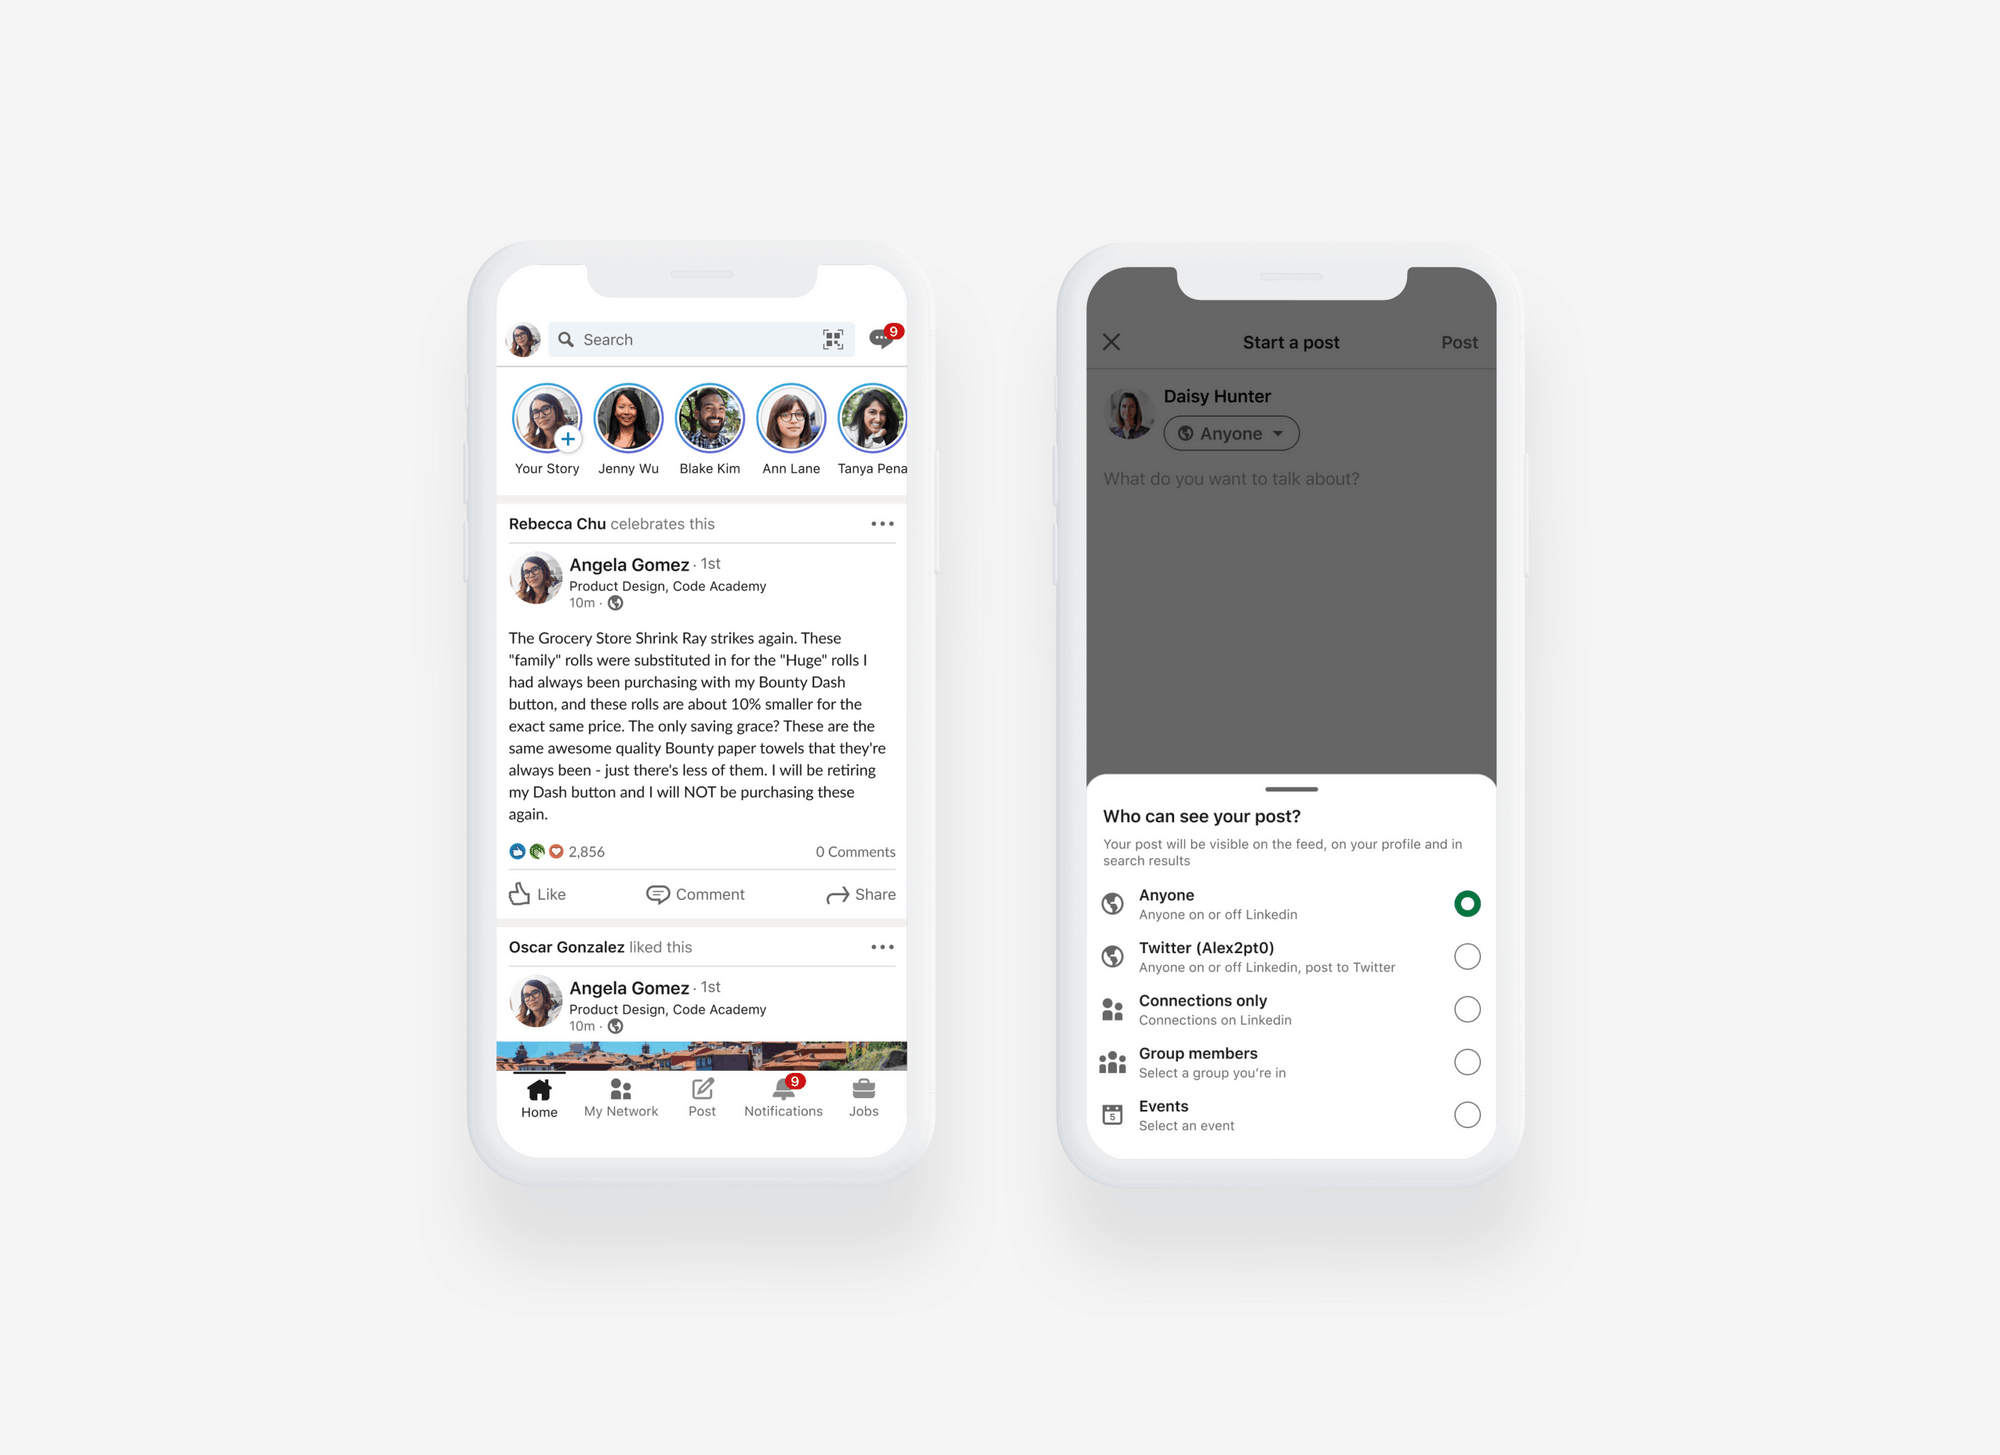 Search
9
Your Story
Jenny Wu
Blake Kim
Ann Lane
Tanya Pena
Rebecca Chu celebrates this
Angela Gomez · 1st
Product Design, Code Academy
10m ·
The Grocery Store Shrink Ray strikes again. These
"family" rolls were substituted in for the "Huge" rolls I
had always been purchasing with my Bounty Dash
button, and these rolls are about 10% smaller for the
exact same price. The only saving grace? These are the
same awesome quality Bounty paper towels that they're
always been - just there's less of them. I will be retiring
my Dash button and I will NOT be purchasing these
again.
2,856
0 Comments
Like
Comment
Share
Oscar Gonzalez liked this
Angela Gomez · 1st
Product Design, Code Academy
10m ·
9
Home
My Network
Post
Notifications
Jobs
Start a post
Post
Daisy Hunter
Anyone
What do you want to talk about?
Who can see your post?
Your post will be visible on the feed, on your profile and in
search results
Anyone
Anyone on or off Linkedin
Twitter (Alex2pt0)
Anyone on or off Linkedin, post to Twitter
Connections only
Connections on Linkedin
Group members
Select a group you're in
5
Events
Select an event